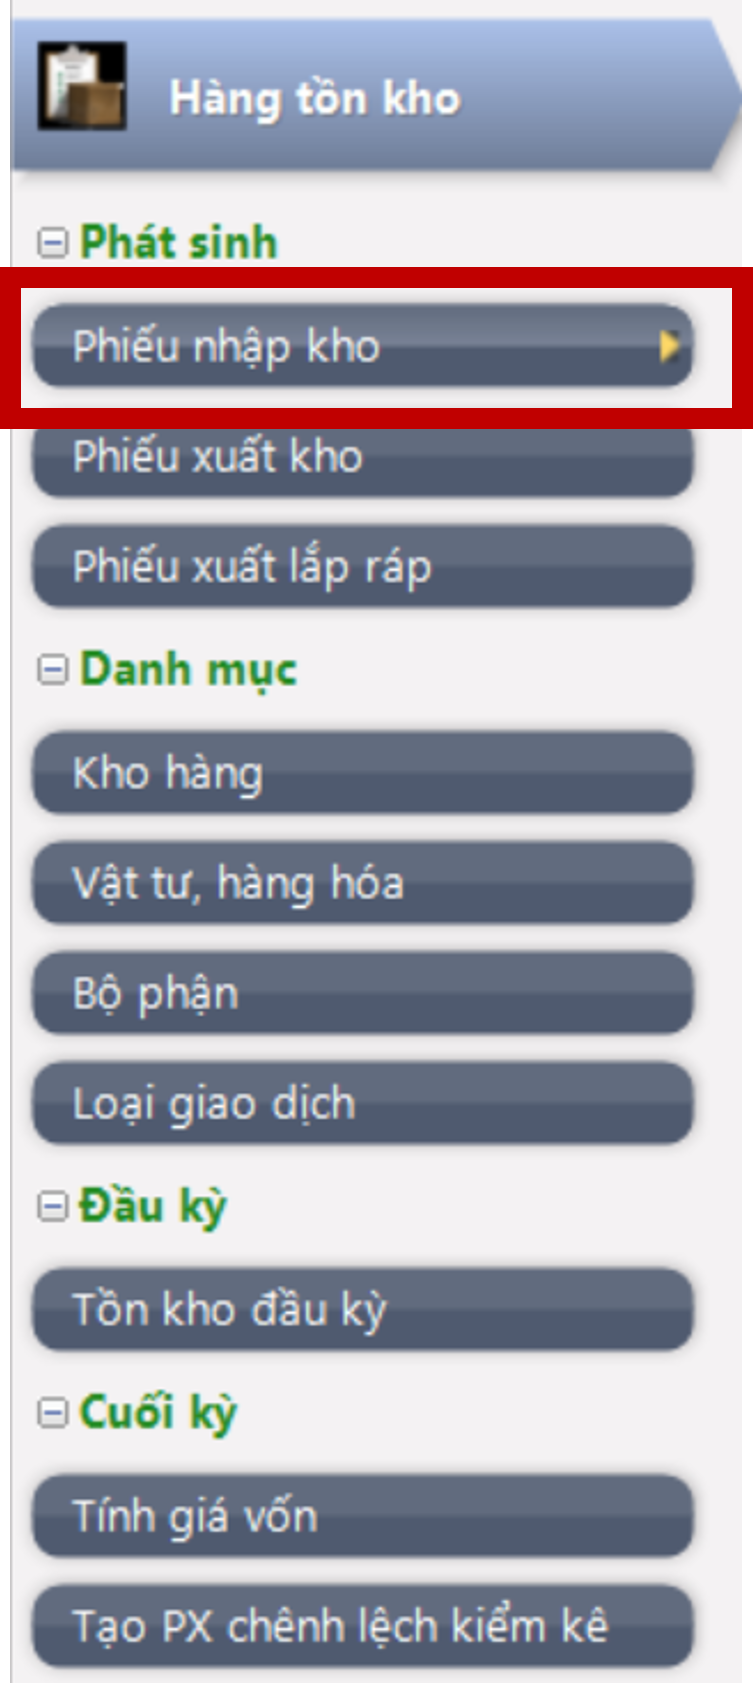 Hàng tồn kho
Phát sinh
Phiếu nhập kho
Phiếu xuất kho
Phiếu xuất lắp ráp
Danh mục
Kho hàng
Vật tư, hàng hóa
Bộ phận
Loại giao dịch
Đầu kỳ
Tồn kho đầu kỳ
Cuối kỳ
Tính giá vốn
Tạo PX chênh lệch kiểm kê